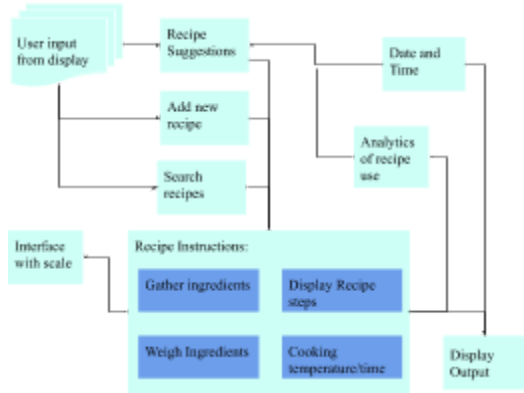 User input
from display
Recipe
Suggestions
Date and
Time
Add new
recipe
Analytics
of recipe
use
Search
recipes
Interface
with scale
Recipe Instructions:
Gather ingredients
Display Recipe
steps
Weigh Ingredients
Cooking
temperature/time
Display
Output